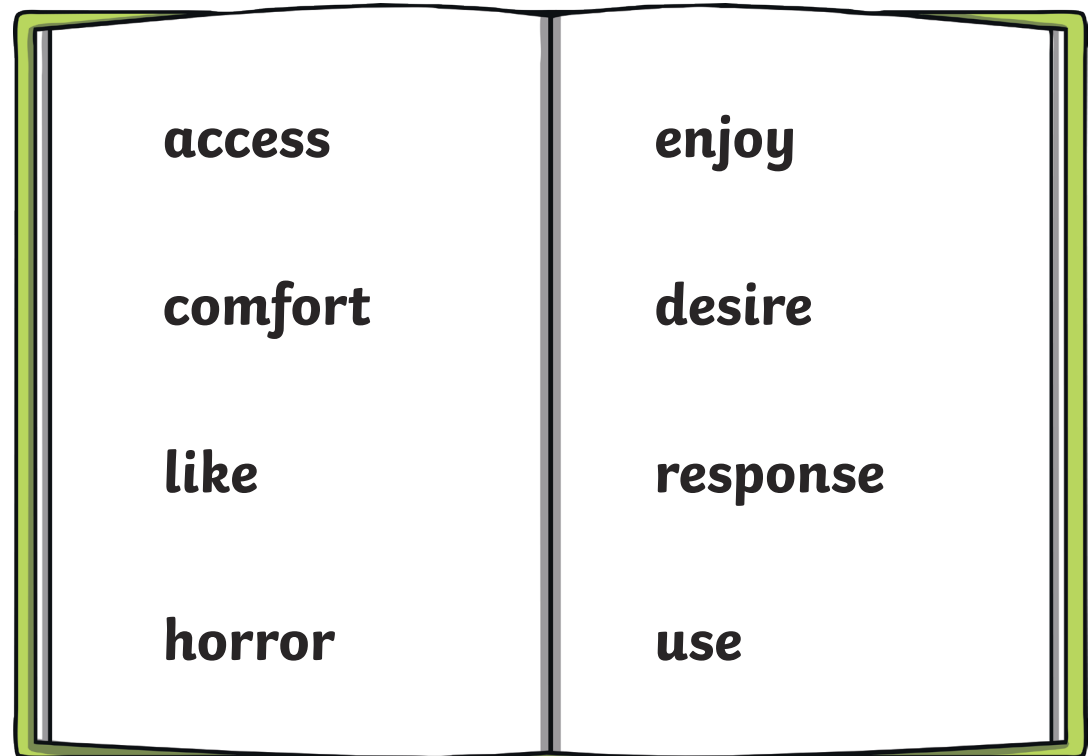 access
comfort
like
horror
enjoy
desire
response
use